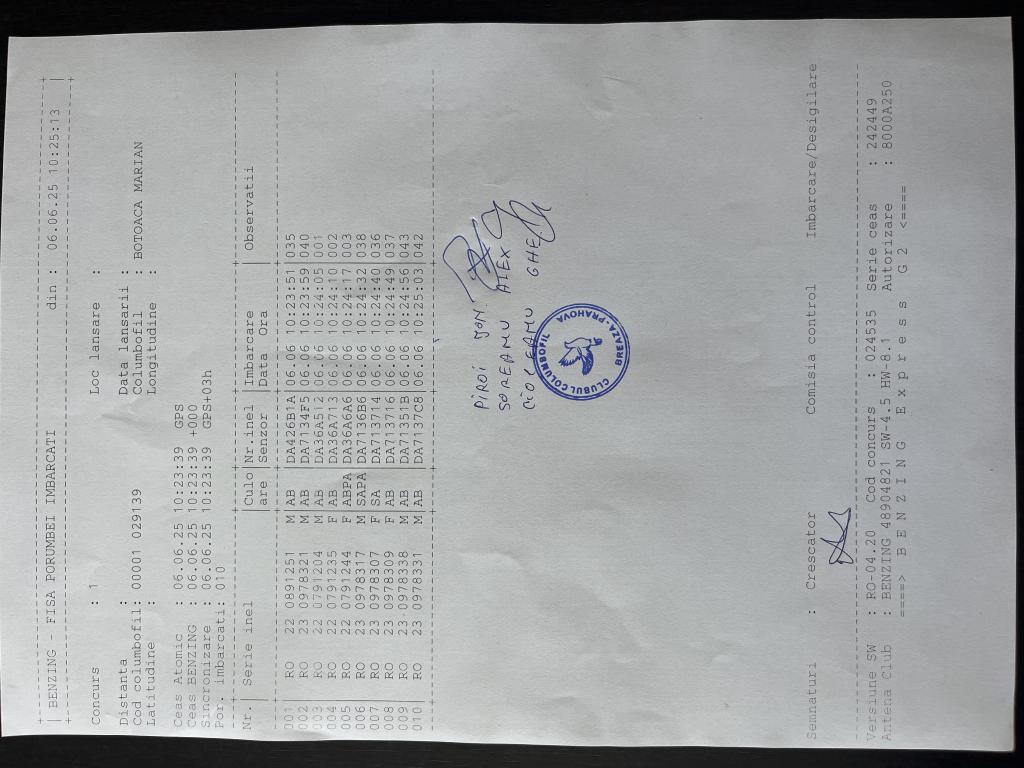 | BENZING - FISA PORUMBEI IMBARCATI din : 06.06.25 10:25:13 |
Concurs : 1 Loc lansare :
Distanta : Data lansarii :
Cod columbofil: 00001 029139 Columbofil : BOTOACA MARIAN
Latitudine : Longitudine :
Ceas Atomic : 06.06.25 10:23:39 GPS
Ceas BENZING : 06.06.25 10:23:39 +000
Sincronizare : 06.06.25 10:23:39 GPS+03h
Por. imbarcati: 010
Nr. | Serie inel |Culo|Nr.inel |Imbarcare |Observatii
|are |Senzor |Data Ora |
001| RO 22 0891251 M AB |DA426B1A|06.06 10:23:51|035
002| RO 23 0978321 M AB |DA7134F5|06.06 10:23:59|040
003| RO 22 0791204 M AB |DA36A512|06.06 10:24:05|001
004| RO 22 0791235 F AB |DA36A713|06.06 10:24:10|002
005| RO 22 0791244 F ABPA|DA36A6A6|06.06 10:24:17|003
006| RO 23 0978317 M SAPA|DA7136B6|06.06 10:24:32|038
007| RO 23 0978307 F SA |DA713714|06.06 10:24:40|036
008| RO 23 0978309 F AB |DA713716|06.06 10:24:49|037
009| RO 23 0978338 M AB |DA71351B|06.06 10:24:56|043
010| RO 23 0978331 M AB |DA7137C8|06.06 10:25:03|042
PIROI ION.
SOREANU ALEX
CIOCEANU GHE
CLUBUL COLUMBOFIL
BREAZA-PRAHOVA
Semnaturi : Crescator Comisia control Imbarcare/Desigilare
Versiune SW : RO-04.20 Cod concurs : 024535 Serie ceas : 242449
Antena Club : BENZING 48904821 SW-4.5 HW-8.1 Autorizare : 8000A250
====> B E N Z I N G E x p r e s s G 2 <====